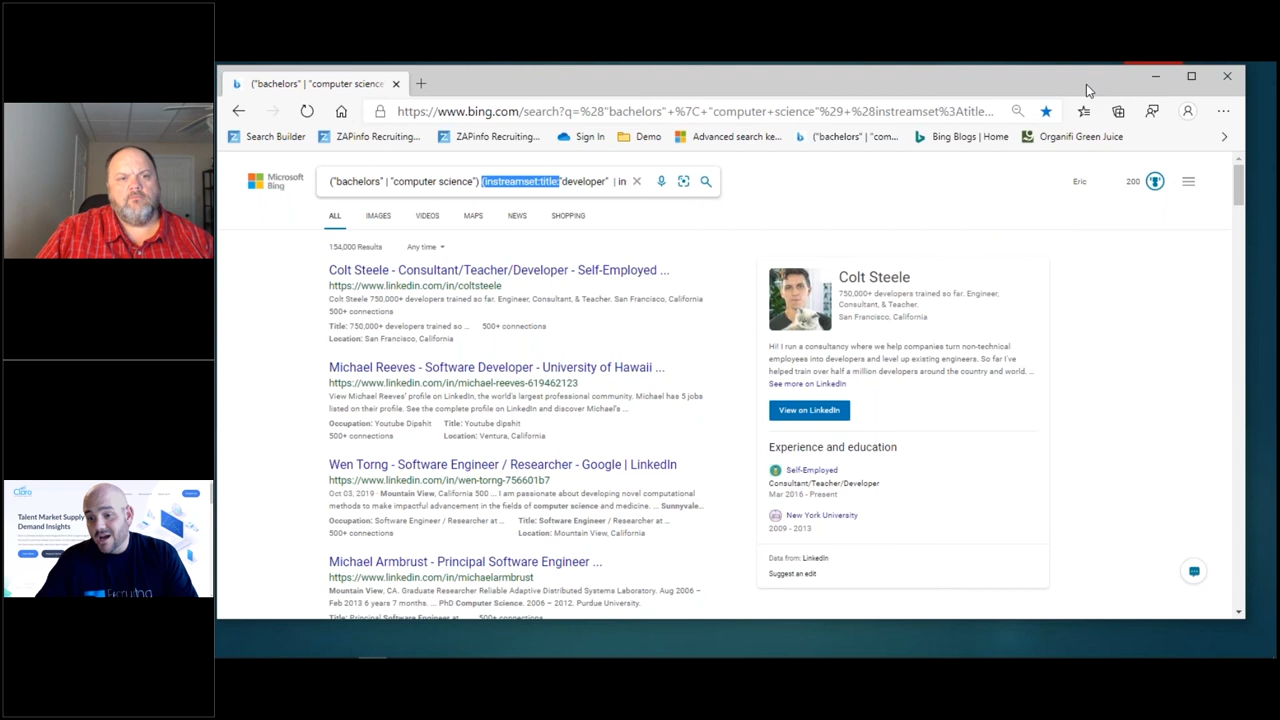 ("bachelors" | "computer science
https://www.bing.com/search?q=%28"bachelors"+%7C+"computer+science"%29+%28instreamset%3Atitle...
Search Builder
ZAPinfo Recruiting...
ZAPinfo Recruiting...
Sign In
Demo
Advanced search ke...
("bachelors" | "com...
Bing Blogs | Home
Organifi Green Juice
Microsoft
Bing
("bachelors" | "computer science") (instreamset:title:"developer" | in
Eric
200
ALL
IMAGES
VIDEOS
MAPS
NEWS
SHOPPING
154,000 Results
Any time
Colt Steele - Consultant/Teacher/Developer - Self-Employed ...
https://www.linkedin.com/in/coltsteele
Colt Steele 750,000+ developers trained so far. Engineer, Consultant, & Teacher. San Francisco, California
500+ connections
Title: 750,000+ developers trained so ... 500+ connections
Location: San Francisco, California
Michael Reeves - Software Developer - University of Hawaii ...
https://www.linkedin.com/in/michael-reeves-619462123
View Michael Reeves' profile on LinkedIn, the world's largest professional community. Michael has 5 jobs
listed on their profile. See the complete profile on LinkedIn and discover Michael's ...
Occupation: Youtube Dipshit Title: Youtube dipshit
500+ connections Location: Ventura, California
Wen Torng - Software Engineer / Researcher - Google | LinkedIn
https://www.linkedin.com/in/wen-torng-756601b7
Oct 03, 2019 · Mountain View, California 500 ... I am passionate about developing novel computational
methods to make impactful advancement in the fields of computer science and medicine. ... Sunnyvale...
Occupation: Software Engineer / Researcher at ... Title: Software Engineer / Researcher at ...
500+ connections Location: Mountain View, California
Michael Armbrust - Principal Software Engineer ...
https://www.linkedin.com/in/michaelarmbrust
Mountain View, CA. Graduate Researcher Reliable Adaptive Distributed Systems Laboratory. Aug 2006 –
Feb 2013 6 years 7 months. ... PhD Computer Science. 2006 – 2012. Purdue University.
Title: Principal Software Engineer at ... 500+ connections
Colt Steele
750,000+ developers trained so far. Engineer,
Consultant, & Teacher.
San Francisco, California
Hi! I run a consultancy where we help companies turn non-technical
employees into developers and level up existing engineers. So far I've
helped train over half a million developers around the country and world. ...
See more on LinkedIn
View on LinkedIn
Experience and education
Self-Employed
Consultant/Teacher/Developer
Mar 2016 - Present
New York University
2009 - 2013
Data from: LinkedIn
Suggest an edit
Claro
Talent Market Supply
Demand Insights